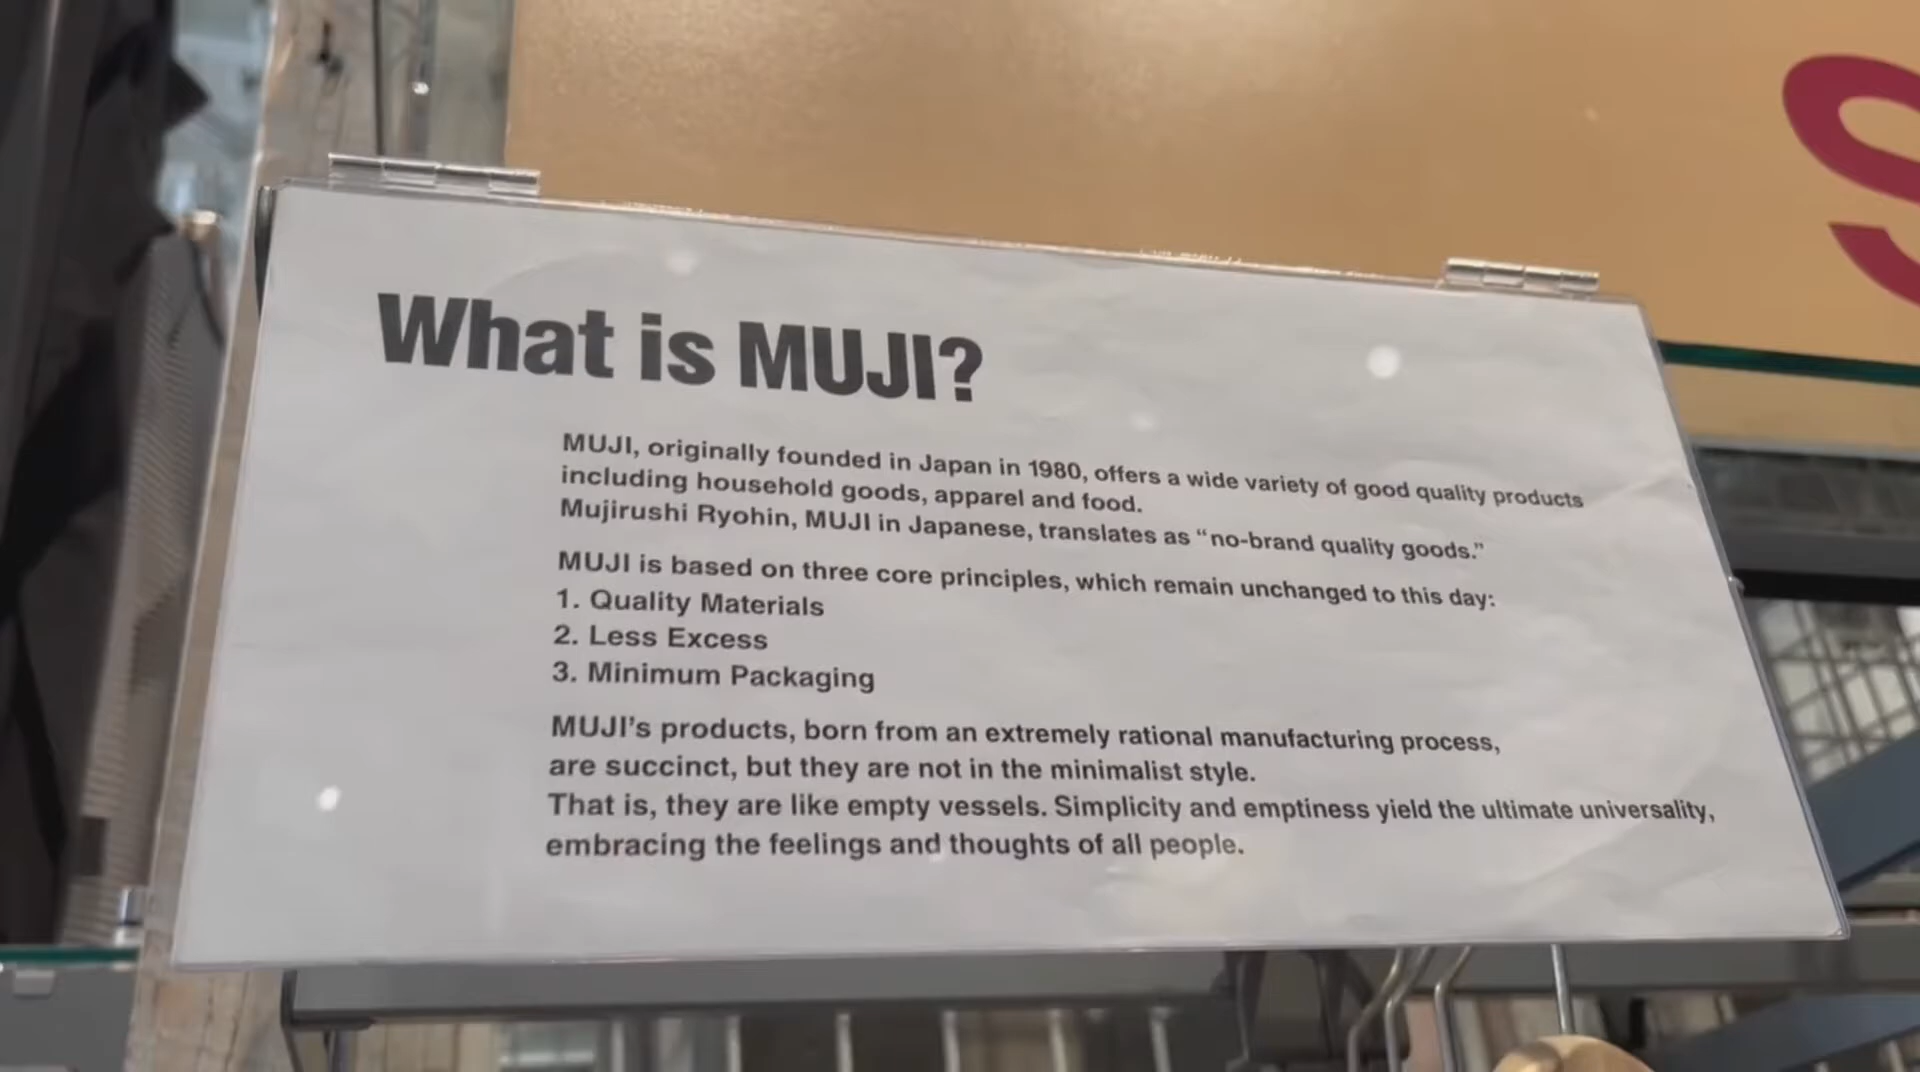 What is MUJI?
MUJI, originally founded in Japan in 1980, offers a wide variety of good quality products
including household goods, apparel and food.
Mujirushi Ryohin, MUJI in Japanese, translates as “no-brand quality goods.”
MUJI is based on three core principles, which remain unchanged to this day:
1. Quality Materials
2. Less Excess
3. Minimum Packaging
MUJI’s products, born from an extremely rational manufacturing process,
are succinct, but they are not in the minimalist style.
That is, they are like empty vessels. Simplicity and emptiness yield the ultimate universality,
embracing the feelings and thoughts of all people.